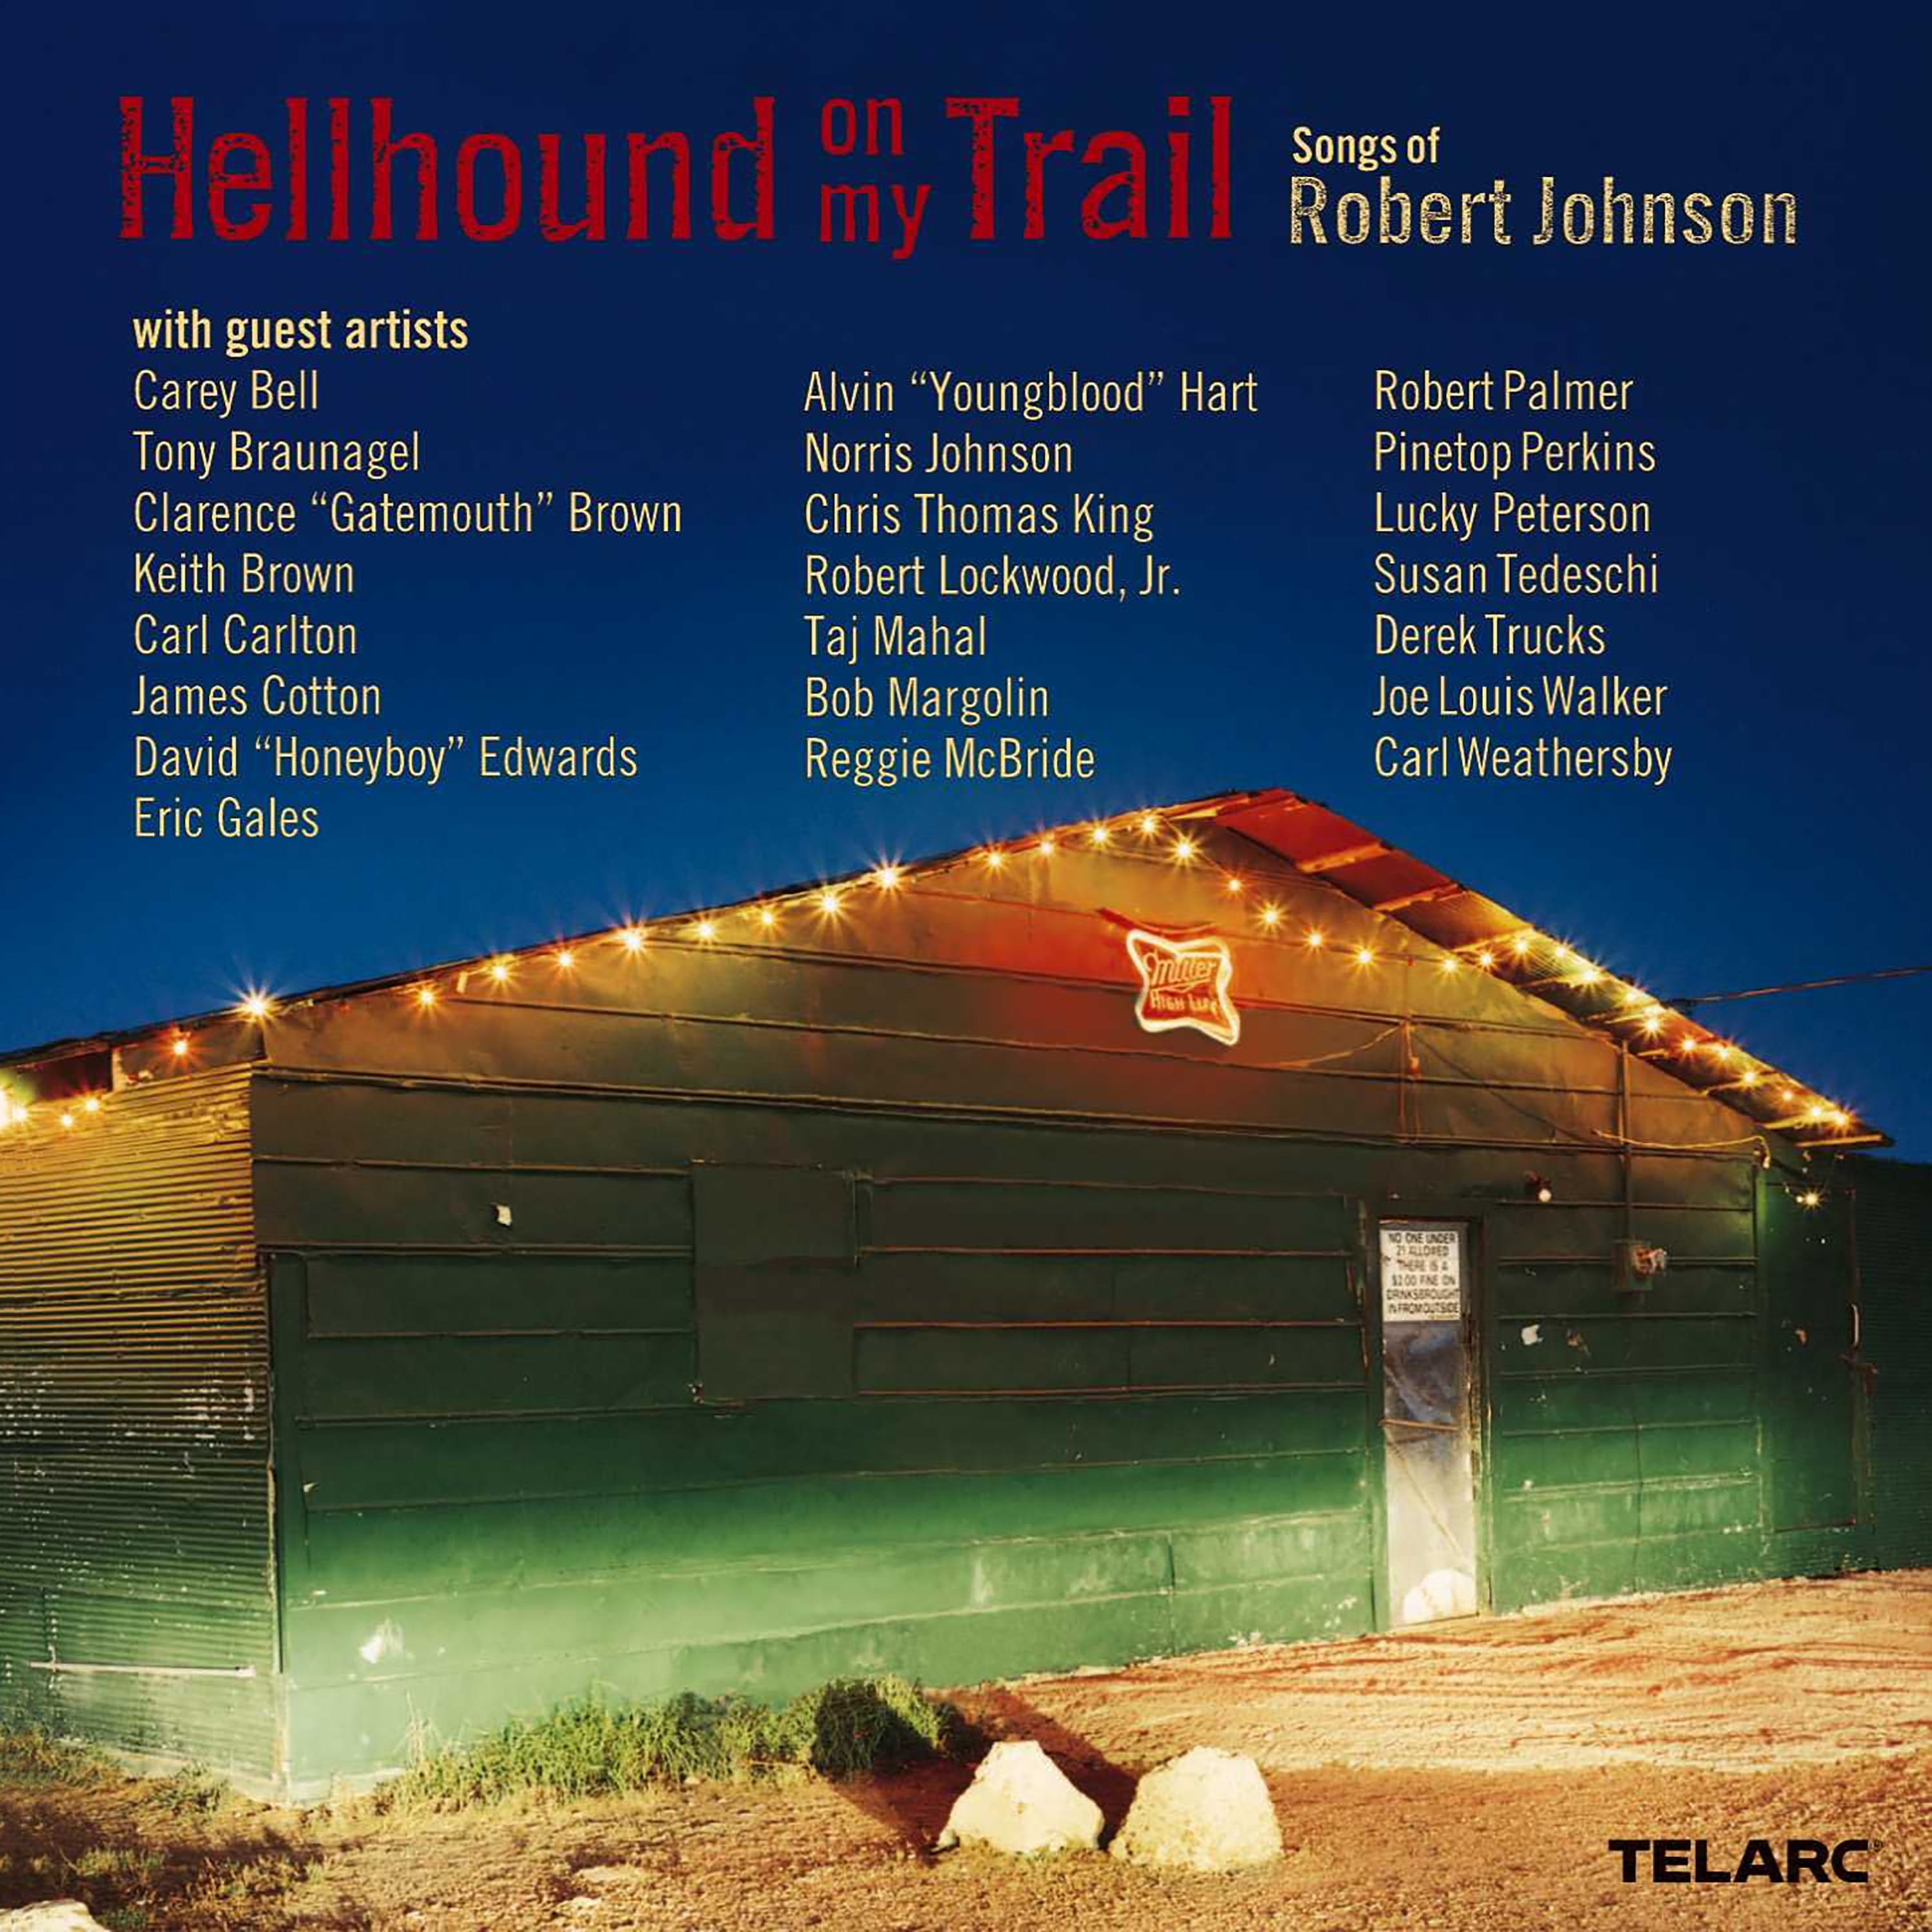 Hellhound on my Trail
Songs of
Robert Johnson
with guest artists
Carey Bell
Tony Braunagel
Clarence “Gatemouth” Brown
Keith Brown
Carl Carlton
James Cotton
David “Honeyboy” Edwards
Eric Gales
Alvin “Youngblood” Hart
Norris Johnson
Chris Thomas King
Robert Lockwood, Jr.
Taj Mahal
Bob Margolin
Reggie McBride
Robert Palmer
Pinetop Perkins
Lucky Peterson
Susan Tedeschi
Derek Trucks
Joe Louis Walker
Carl Weathersby
Miller
HIGH LIFE
NO ONE UNDER
21 ALLOWED
THERE IS A
$200 FINE ON
DRINKS BROUGHT
IN FROM OUTSIDE
TELARC®